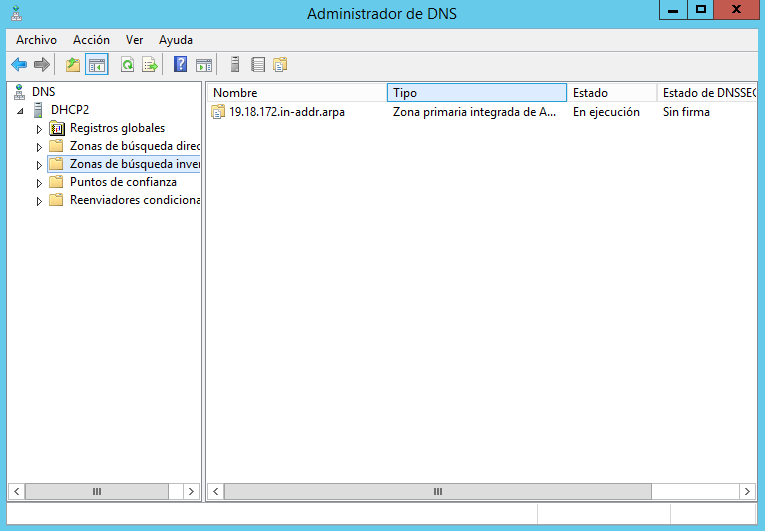 Administrador de DNS
Archivo Acción Ver Ayuda
DNS
DHCP2
Registros globales
Zonas de búsqueda direc
Zonas de búsqueda inver
Puntos de confianza
Reenviadores condiciona
Nombre Tipo Estado Estado de DNSSEC
19.18.172.in-addr.arpa Zona primaria integrada de A... En ejecución Sin firma